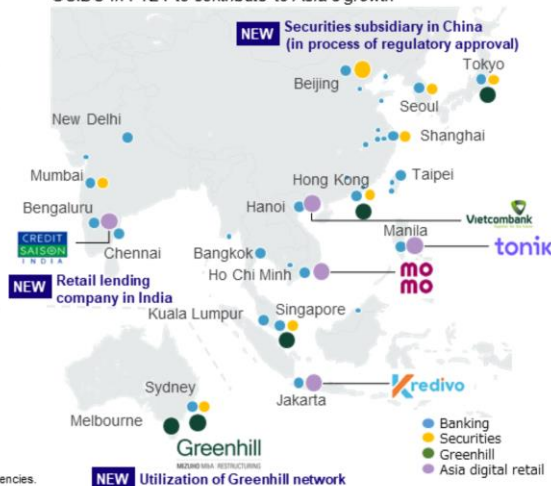 NEW Securities subsidiary in China
(in process of regulatory approval)
Tokyo
Beijing
Seoul
New Delhi
Shanghai
Mumbai
Hong Kong
Taipei
Bengaluru
Hanoi
Vietcombank
Manila
CREDIT
SAISON
INDIA
Chennai
Bangkok
tonik
Ho Chi Minh
MO
MO
NEW Retail lending
company in India
Kuala Lumpur
Singapore
Kredivo
Jakarta
Sydney
Melbourne
Banking
Securities
Greenhill
Asia digital retail
Greenhill
MIZUHO M&A RESTRUCTURING
encies.
NEW Utilization of Greenhill network